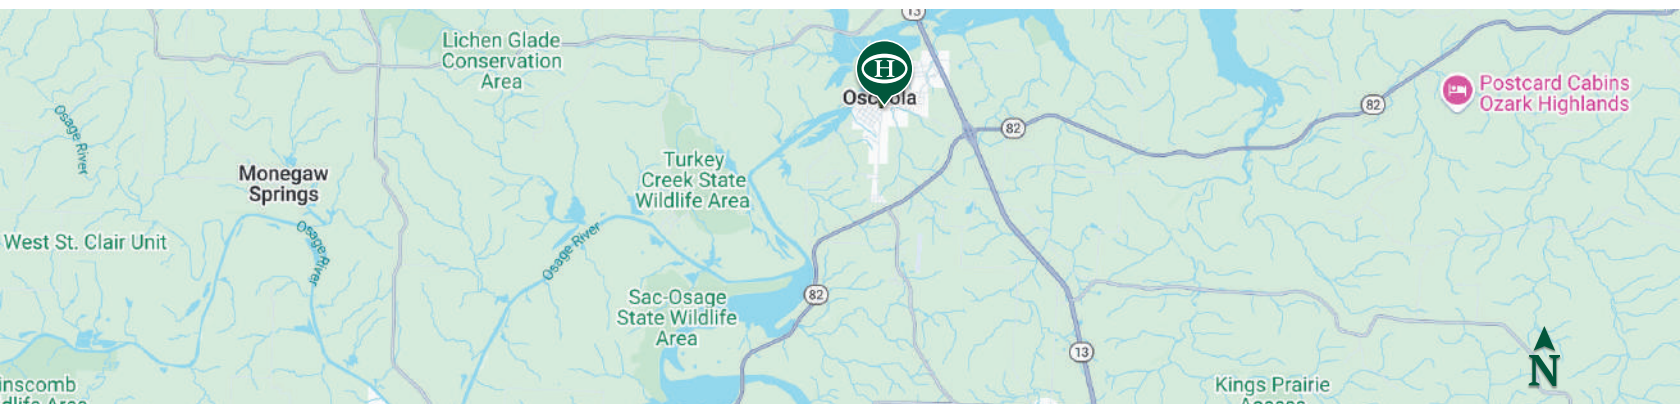 13
Lichen Glade
Conservation
Area
H
82
Postcard Cabins
Ozark Highlands
Osage River
82
Turkey
Creek State
Wildlife Area
Monegaw
Springs
West St. Clair Unit
Osage River
Osage River
82
Sac-Osage
State Wildlife
Area
13
N
Kings Prairie